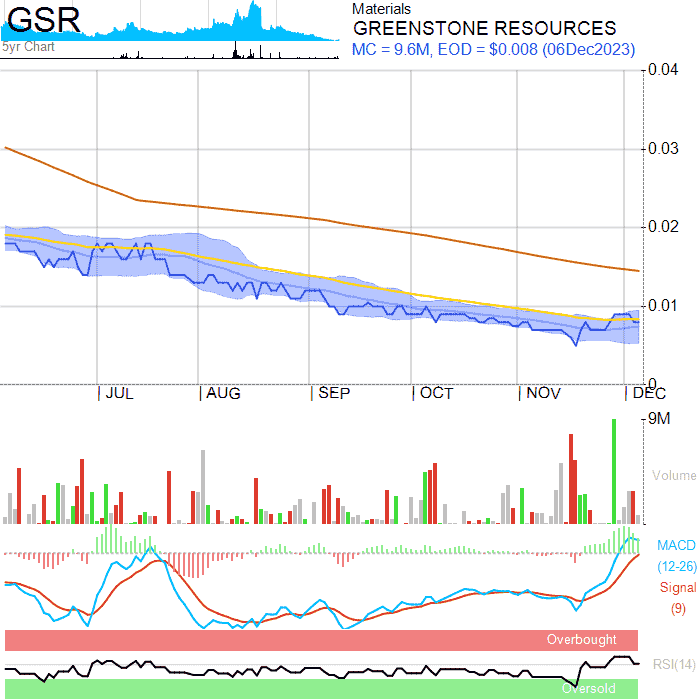 GSR
5yr Chart
Materials
GREENSTONE RESOURCES
MC = 9.6M, EOD = $0.008 (06Dec2023)
0.04
0.03
0.02
0.01
0
JUL
AUG
SEP
OCT
NOV
DEC
9M
Volume
MACD
(12-26)
Signal
(9)
Overbought
RSI(14)
Oversold